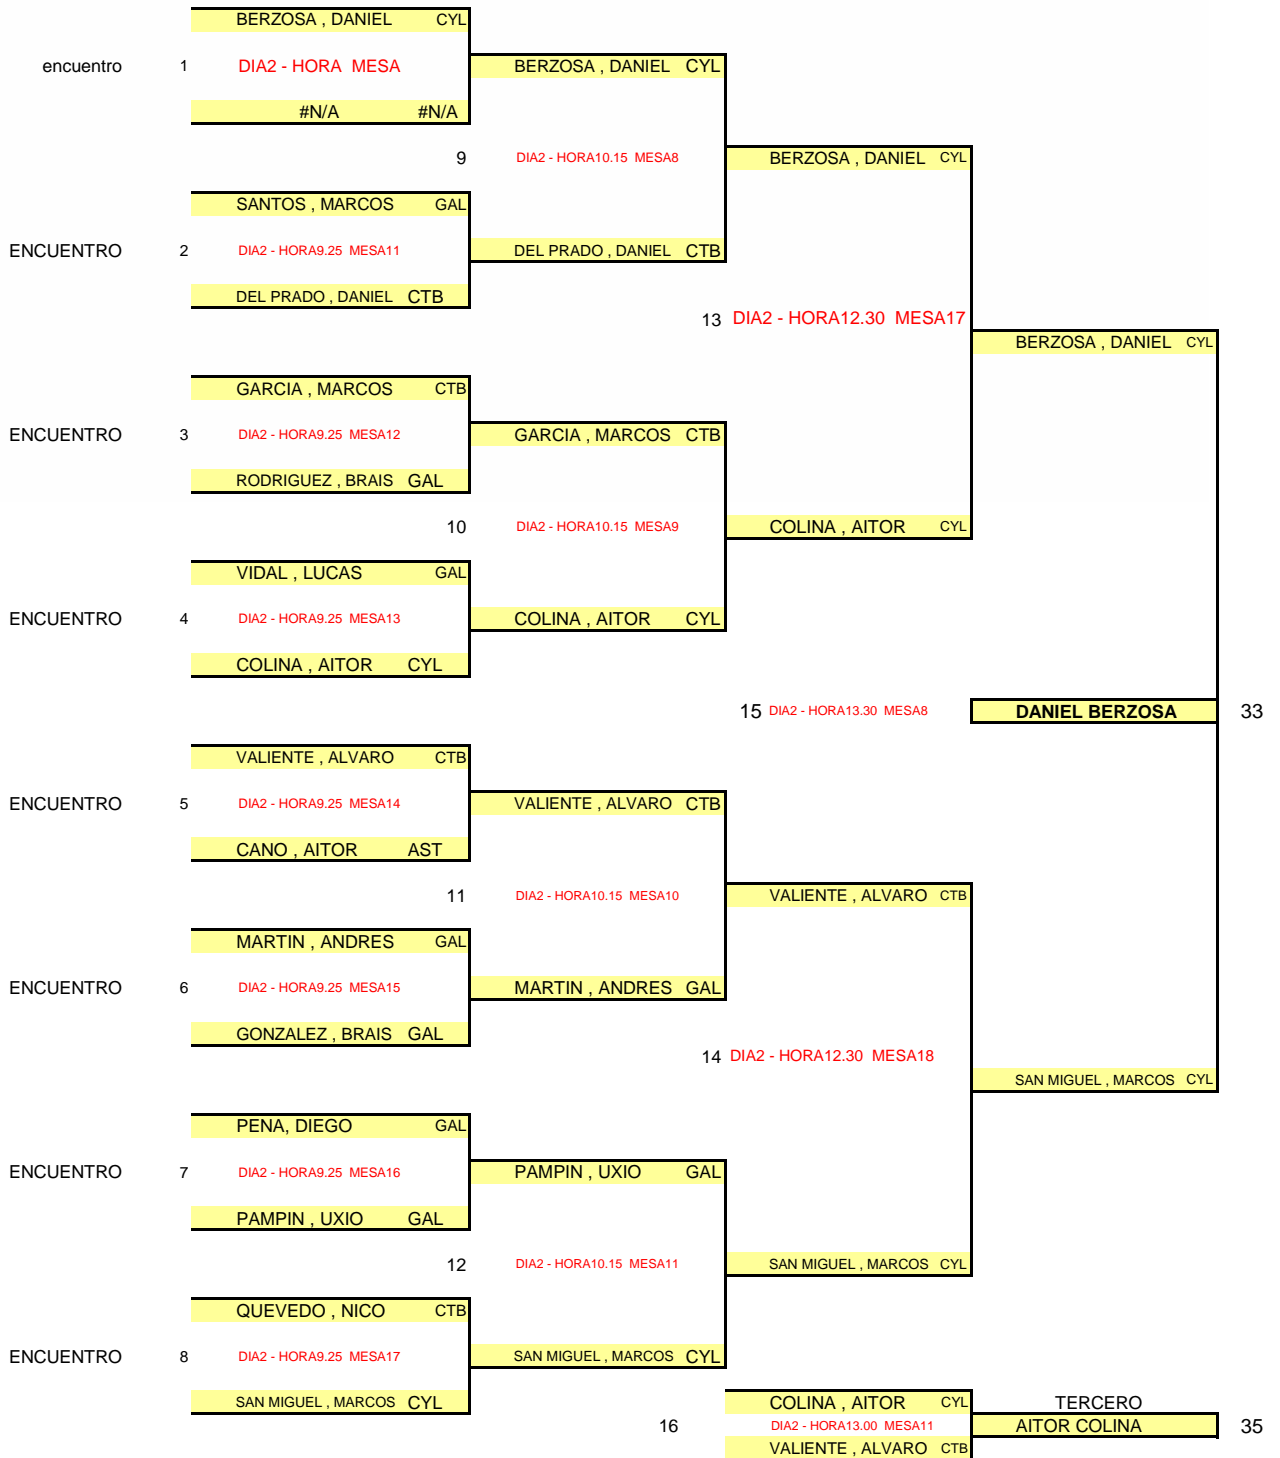 BERZOSA , DANIEL CYL
encuentro 1 DIA2 - HORA MESA BERZOSA , DANIEL CYL
#N/A #N/A
9 DIA2 - HORA10.15 MESA8 BERZOSA , DANIEL CYL
SANTOS , MARCOS GAL
ENCUENTRO 2 DIA2 - HORA9.25 MESA11 DEL PRADO , DANIEL CTB
DEL PRADO , DANIEL CTB
13 DIA2 - HORA12.30 MESA17
BERZOSA , DANIEL CYL
GARCIA , MARCOS CTB
ENCUENTRO 3 DIA2 - HORA9.25 MESA12 GARCIA , MARCOS CTB
RODRIGUEZ , BRAIS GAL
10 DIA2 - HORA10.15 MESA9 COLINA , AITOR CYL
VIDAL , LUCAS GAL
ENCUENTRO 4 DIA2 - HORA9.25 MESA13 COLINA , AITOR CYL
COLINA , AITOR CYL
15 DIA2 - HORA13.30 MESA8 DANIEL BERZOSA 33
VALIENTE , ALVARO CTB
ENCUENTRO 5 DIA2 - HORA9.25 MESA14 VALIENTE , ALVARO CTB
CANO , AITOR AST
11 DIA2 - HORA10.15 MESA10 VALIENTE , ALVARO CTB
MARTIN , ANDRES GAL
ENCUENTRO 6 DIA2 - HORA9.25 MESA15 MARTIN , ANDRES GAL
GONZALEZ , BRAIS GAL
14 DIA2 - HORA12.30 MESA18
SAN MIGUEL , MARCOS CYL
PENA, DIEGO GAL
ENCUENTRO 7 DIA2 - HORA9.25 MESA16 PAMPIN , UXIO GAL
PAMPIN , UXIO GAL
12 DIA2 - HORA10.15 MESA11 SAN MIGUEL , MARCOS CYL
QUEVEDO , NICO CTB
ENCUENTRO 8 DIA2 - HORA9.25 MESA17 SAN MIGUEL , MARCOS CYL
SAN MIGUEL , MARCOS CYL COLINA , AITOR CYL TERCERO
16 DIA2 - HORA13.00 MESA11 AITOR COLINA 35
VALIENTE , ALVARO CTB